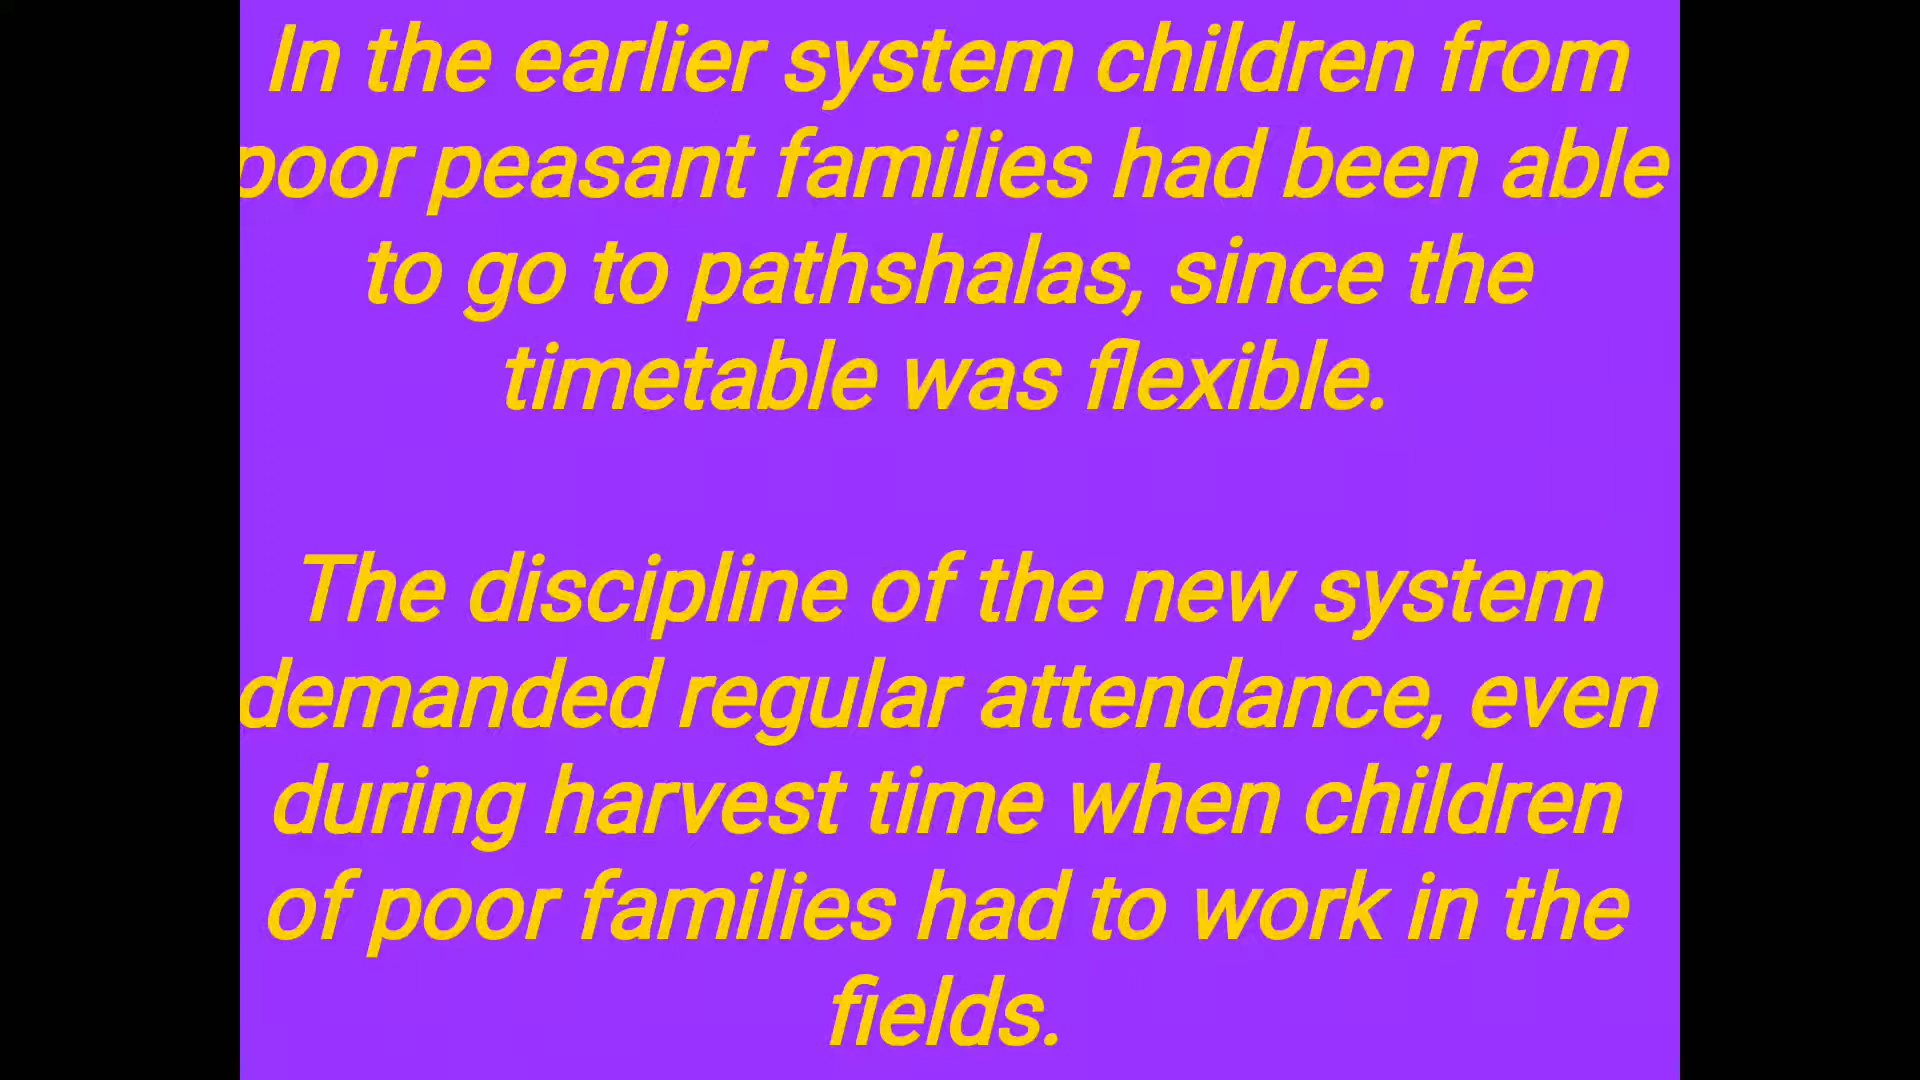 In the earlier system children from
poor peasant families had been able
to go to pathshalas, since the
timetable was flexible.
The discipline of the new system
demanded regular attendance, even
during harvest time when children
of poor families had to work in the
fields.